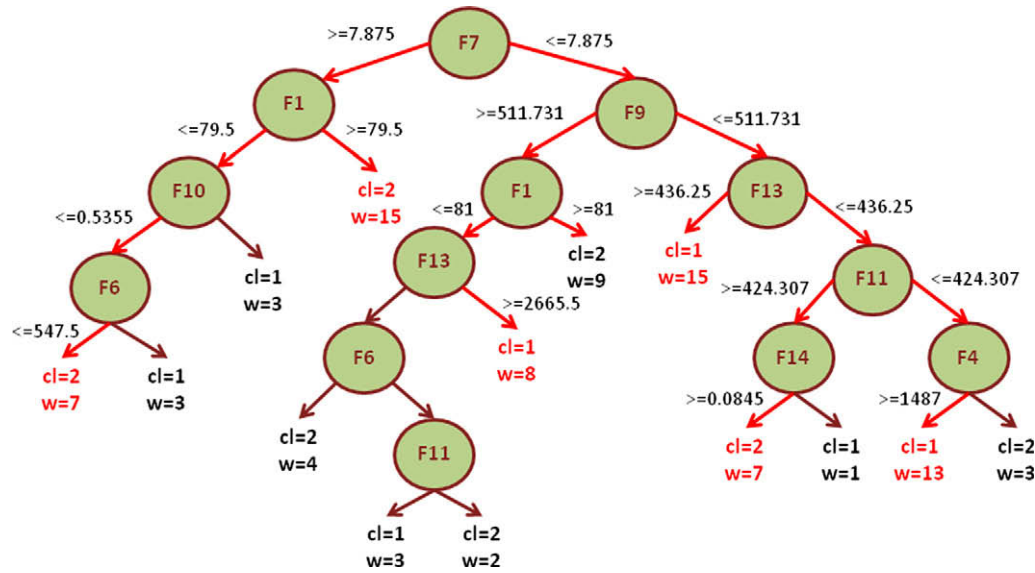 >=7.875
F7
<=7.875
F1
>=511.731
F9
<=511.731
<=79.5
>=79.5
F10
cl=2
w=15
<=81
F1
>=81
>=436.25
F13
<=436.25
<=0.5355
F6
cl=1
w=3
F13
cl=2
w=9
cl=1
w=15
F11
>=424.307
<=424.307
<=547.5
cl=2
w=7
cl=1
w=3
F6
>=2665.5
cl=1
w=8
F14
F4
>=0.0845
>=1487
cl=2
w=4
F11
cl=2
w=7
cl=1
w=1
cl=1
w=13
cl=2
w=3
cl=1
w=3
cl=2
w=2